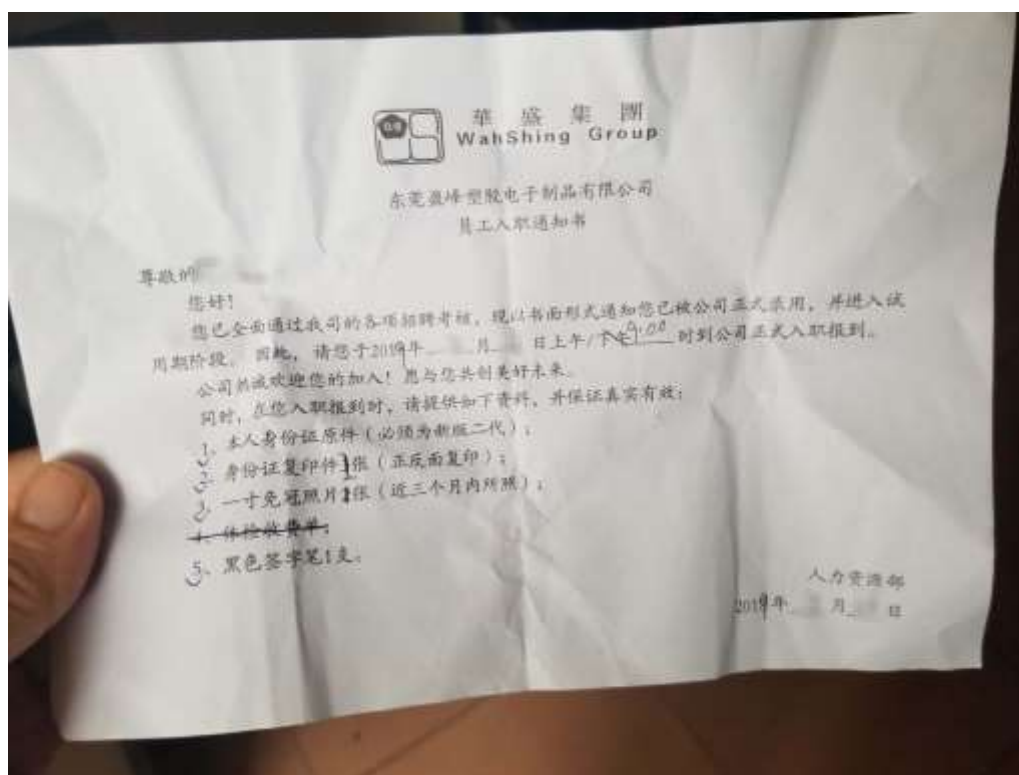 華盛集團
WahShing Group
东莞盈峰塑胶电子制品有限公司
员工入职通知书
尊敬的
您好！
您已全面通过我司的各项招聘考核，现以书面形式通知您已被公司正式录用，并进入试
用期阶段。因此，请您于2019年 月 日上午/下午9:00时到公司正式入职报到。
公司热诚欢迎您的加入！愿与您共创美好未来。
同时，在您入职报到时，请提供如下资料，并保证真实有效：
1、本人身份证原件（必须为新版二代）；
2、身份证复印件1张（正反面复印）；
3、一寸免冠照片1张（近三个月内所照）；
4、体检收费单；
5、黑色签字笔1支。
人力资源部
2019年 月 日